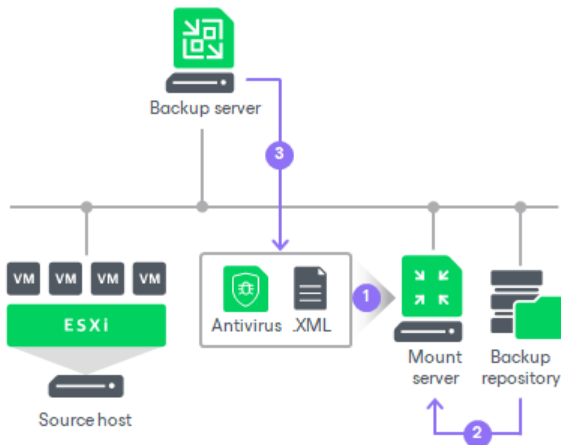 Backup server
3
VM VM VM VM
ESXi
Source host
Antivirus .XML
1
Mount
server
Backup
repository
2